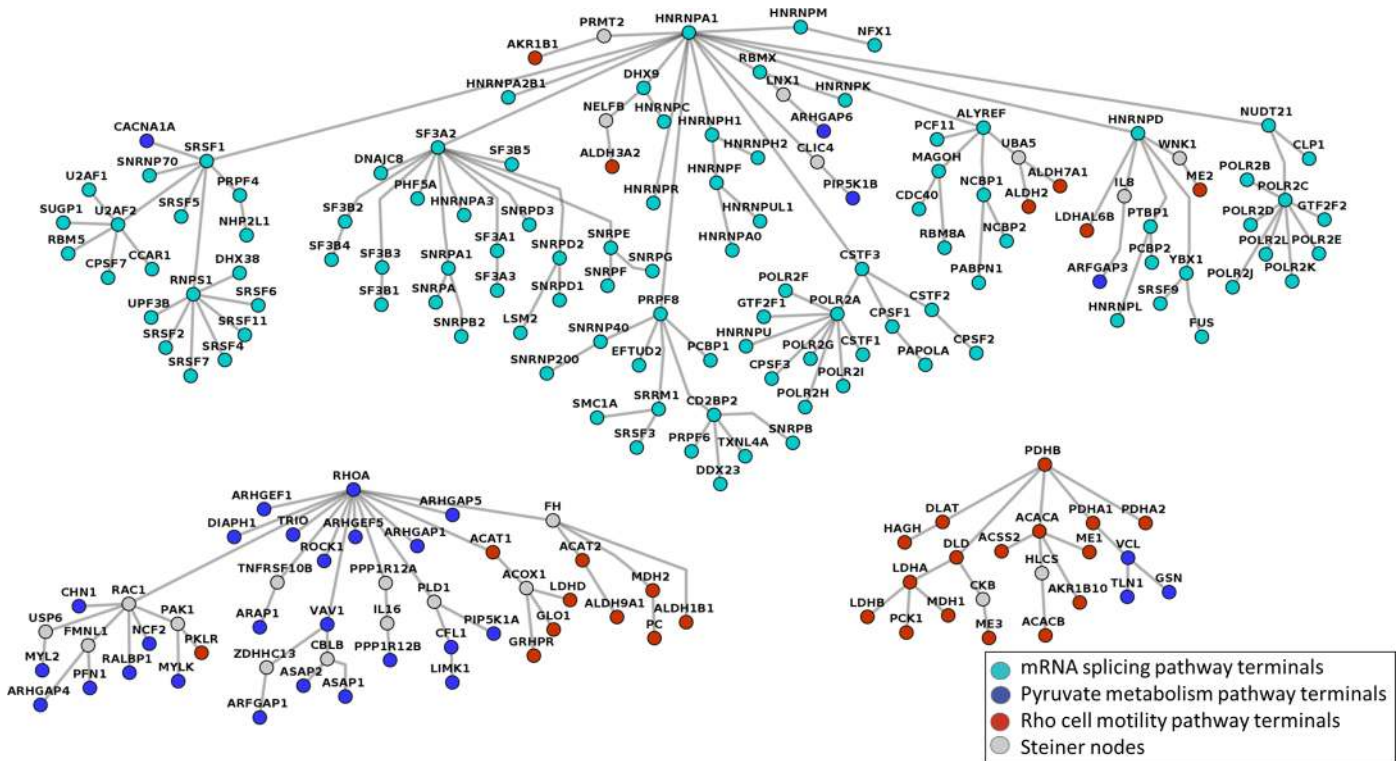 HNRNPA1
HNRNPM
PRMT2
NFX1
AKR1B1
RBMX
DHX9
LNX1
HNRNPK
HNRNPA2B1
NELFB
HNRNPC
ARHGAP6
NUDT21
CACNA1A
SRSF1
SF3A2
HNRNPH1
ALYREF
HNRNPD
PCF11
UBA5
WNK1
CLP1
SNRNP70
DNAJC8
SF3B5
ALDH3A2
HNRNPH2
CLIC4
MAGOH
POLR2B
U2AF1
PRPF4
PHF5A
HNRNPF
ALDH7A1
ME2
POLR2C
SUGP1
U2AF2
SRSF5
NHP2L1
SF3B2
HNRNPA3
SNRPD3
HNRNPR
PIP5K1B
CDC40
NCBP1
ALDH2
IL8
GTF2F2
RBM5
CCAR1
SF3B4
SF3A1
SNRPD2
SNRPE
HNRNPUL1
NCBP2
LDHAL6B
PTBP1
POLR2D
CPSF7
DHX38
SF3B3
SNRPA1
HNRNPA0
RBM8A
PCBP2
POLR2L
POLR2E
RNPS1
SF3A3
SNRPG
CSTF3
PABPN1
ARFGAP3
YBX1
POLR2J
POLR2K
UPF3B
SRSF6
SF3B1
SNRPA
SNRPD1
SNRPF
POLR2F
SRSF9
SRSF2
SRSF11
SNRPB2
LSM2
PRPF8
GTF2F1
POLR2A
CSTF2
CPSF1
HNRNPL
FUS
SRSF7
SRSF4
SNRNP40
HNRNPU
SNRNP200
EFTUD2
PCBP1
POLR2G
CSTF1
PAPOLA
CPSF2
CPSF3
POLR2I
POLR2H
SMC1A
SRRM1
CD2BP2
SRSF3
PRPF6
TXNL4A
SNRPB
DDX23
RHOA
PDHB
ARHGEF1
ARHGAP5
FH
DIAPH1
TRIO
ARHGEF5
ARHGAP1
DLAT
ACACA
PDHA1
PDHA2
ROCK1
ACAT1
ACAT2
HAGH
DLD
ACSS2
ME1
VCL
TNFRSF10B
PPP1R12A
PLD1
ACOX1
LDHD
MDH2
LDHA
HLCS
CHN1
RAC1
CKB
AKR1B10
TLN1
GSN
USP6
PAK1
ARAP1
VAV1
IL16
PIP5K1A
GLO1
ALDH9A1
ALDH1B1
LDHB
MDH1
FMNL1
NCF2
PKLR
CFL1
PC
PCK1
ME3
ACACB
MYL2
RALBP1
ZDHHC13
CBLB
PPP1R12B
GRHPR
PFN1
MYLK
ASAP2
LIMK1
ARHGAP4
ARFGAP1
ASAP1
mRNA splicing pathway terminals
Pyruvate metabolism pathway terminals
Rho cell motility pathway terminals
Steiner nodes